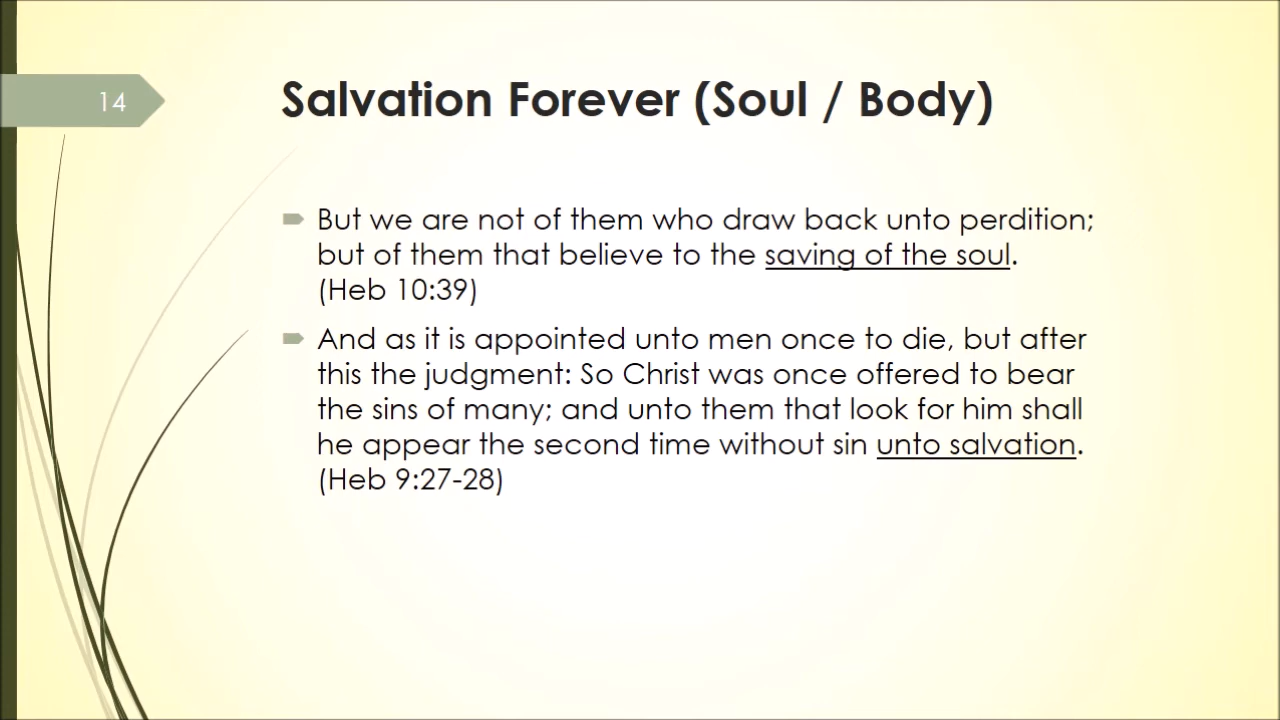 14
Salvation Forever (Soul / Body)
But we are not of them who draw back unto perdition;
but of them that believe to the saving of the soul.
(Heb 10:39)
And as it is appointed unto men once to die, but after
this the judgment: So Christ was once offered to bear
the sins of many; and unto them that look for him shall
he appear the second time without sin unto salvation.
(Heb 9:27-28)